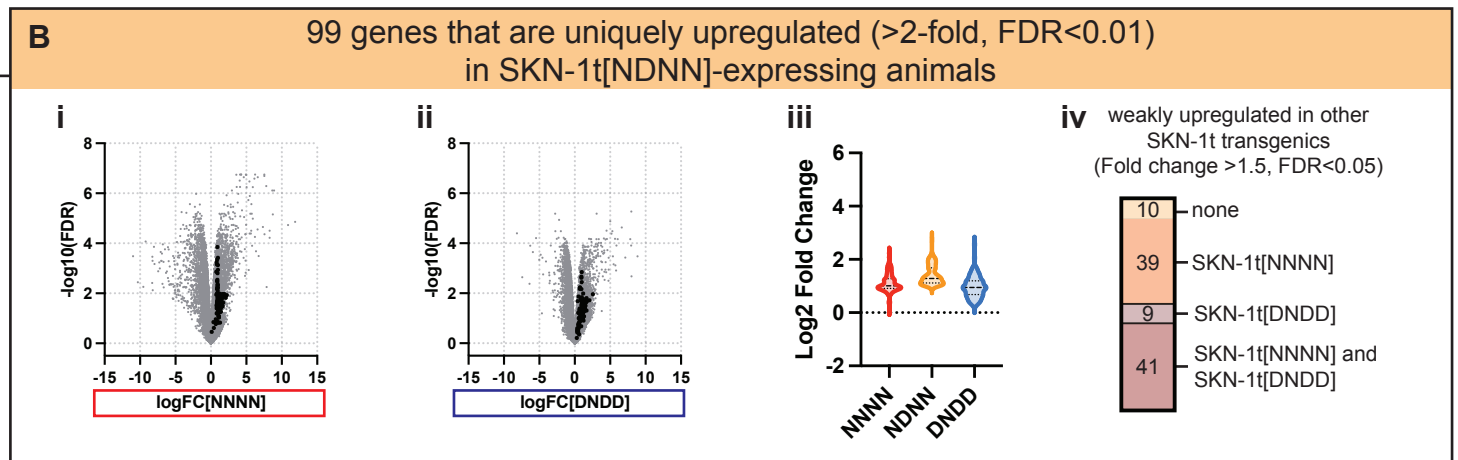 B
99 genes that are uniquely upregulated (>2-fold, FDR<0.01)
in SKN-1t[NDNN]-expressing animals
i
8
6
4
2
0
-log10(FDR)
-15 -10 -5 0 5 10 15
logFC[NNNN]
ii
8
6
4
2
0
-log10(FDR)
-15 -10 -5 0 5 10 15
logFC[DNDD]
iii
6
4
2
0
-2
Log2 Fold Change
NNNN NDNN DNDD
iv
weakly upregulated in other
SKN-1t transgenics
(Fold change >1.5, FDR<0.05)
10 none
39 SKN-1t[NNNN]
9 SKN-1t[DNDD]
41 SKN-1t[NNNN] and
SKN-1t[DNDD]